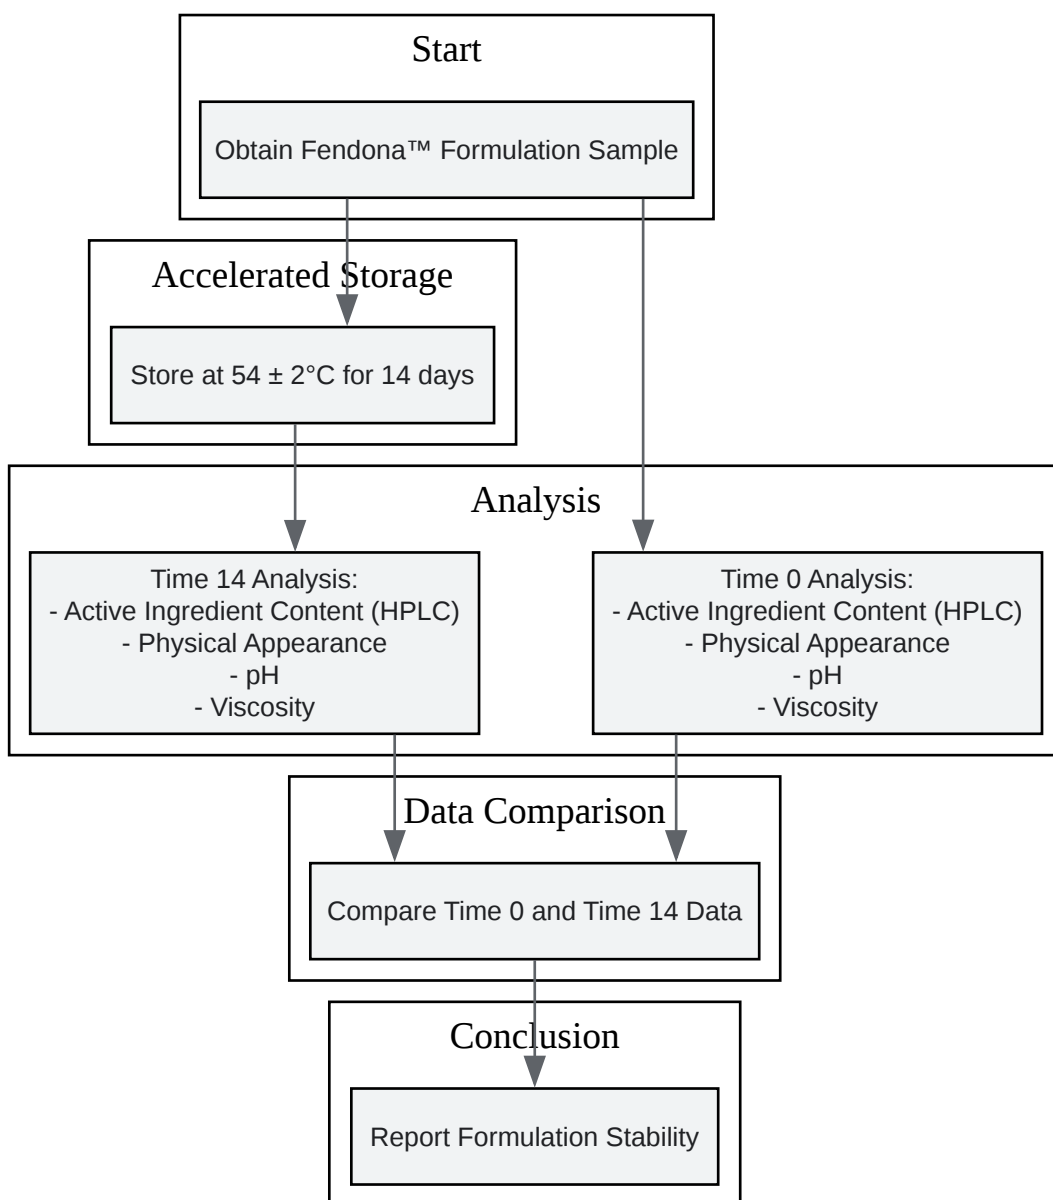 Start
Obtain Fendona™ Formulation Sample
Accelerated Storage
Store at 54 ± 2°C for 14 days
Analysis
Time 14 Analysis:
- Active Ingredient Content (HPLC)
- Physical Appearance
- pH
- Viscosity
Time 0 Analysis:
- Active Ingredient Content (HPLC)
- Physical Appearance
- pH
- Viscosity
Data Comparison
Compare Time 0 and Time 14 Data
Conclusion
Report Formulation Stability